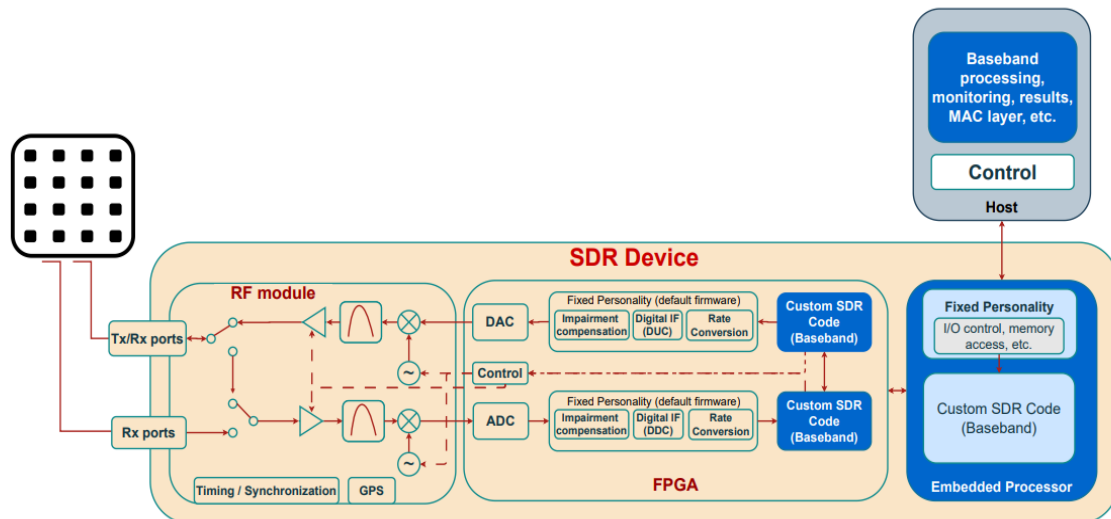 Baseband
processing,
monitoring, results,
MAC layer, etc.
Control
Host
SDR Device
RF module
Tx/Rx ports
Rx ports
~
~
Timing / Synchronization
GPS
DAC
Fixed Personality (default firmware)
Impairment
compensation
Digital IF
(DUC)
Rate
Conversion
Custom SDR
Code
(Baseband)
Control
ADC
Fixed Personality (default firmware)
Impairment
compensation
Digital IF
(DDC)
Rate
Conversion
Custom SDR
Code
(Baseband)
FPGA
Fixed Personality
I/O control, memory
access, etc.
Custom SDR Code
(Baseband)
Embedded Processor